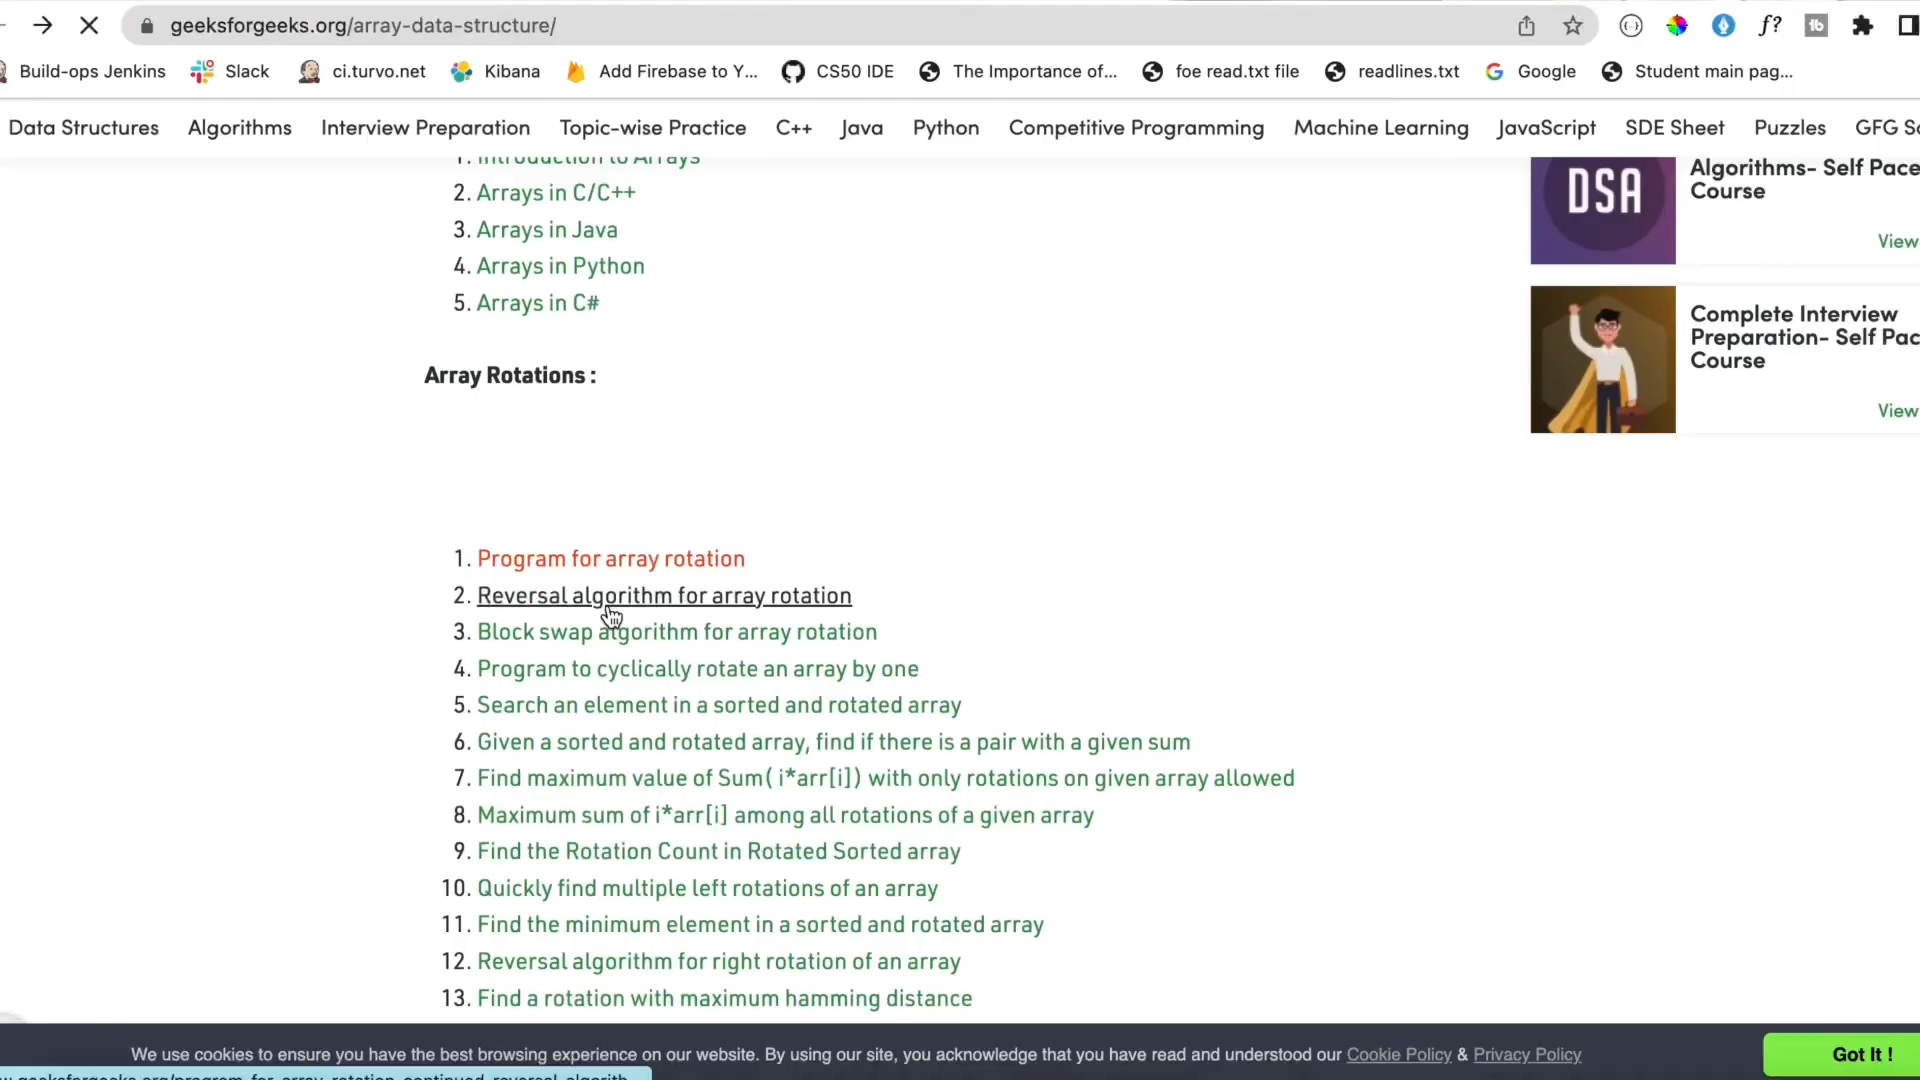 geeksforgeeks.org/array-data-structure/
Build-ops Jenkins Slack ci.turvo.net Kibana Add Firebase to Y... CS50 IDE The Importance of... foe read.txt file readlines.txt Google Student main pag...
Data Structures Algorithms Interview Preparation Topic-wise Practice C++ Java Python Competitive Programming Machine Learning JavaScript SDE Sheet Puzzles GFG
1. Introduction to Arrays
2. Arrays in C/C++
3. Arrays in Java
4. Arrays in Python
5. Arrays in C#
DSA
Algorithms- Self Pace
Course
View
Complete Interview
Preparation- Self Pac
Course
View
Array Rotations :
1. Program for array rotation
2. Reversal algorithm for array rotation
3. Block swap algorithm for array rotation
4. Program to cyclically rotate an array by one
5. Search an element in a sorted and rotated array
6. Given a sorted and rotated array, find if there is a pair with a given sum
7. Find maximum value of Sum( i*arr[i]) with only rotations on given array allowed
8. Maximum sum of i*arr[i] among all rotations of a given array
9. Find the Rotation Count in Rotated Sorted array
10. Quickly find multiple left rotations of an array
11. Find the minimum element in a sorted and rotated array
12. Reversal algorithm for right rotation of an array
13. Find a rotation with maximum hamming distance
We use cookies to ensure you have the best browsing experience on our website. By using our site, you acknowledge that you have read and understood our Cookie Policy & Privacy Policy
Got It !